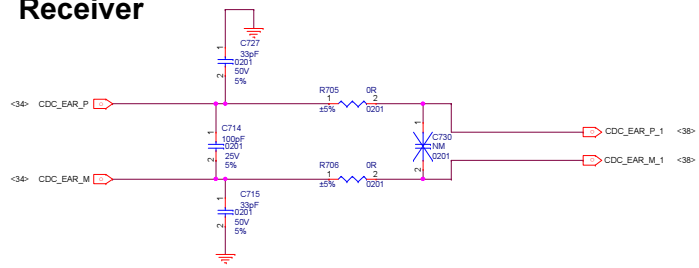 Receiver
1
C727
33pF
0201
50V
5%
2
<34> CDC_EAR_P
R705 0R
1 2
±5% 0201
C714
1
100pF
0201
25V
5%
2
1
C730
NM
0201
2
CDC_EAR_P_1 <38>
CDC_EAR_M_1 <38>
<34> CDC_EAR_M
R706 0R
1 2
±5% 0201
1
C715
33pF
0201
50V
5%
2